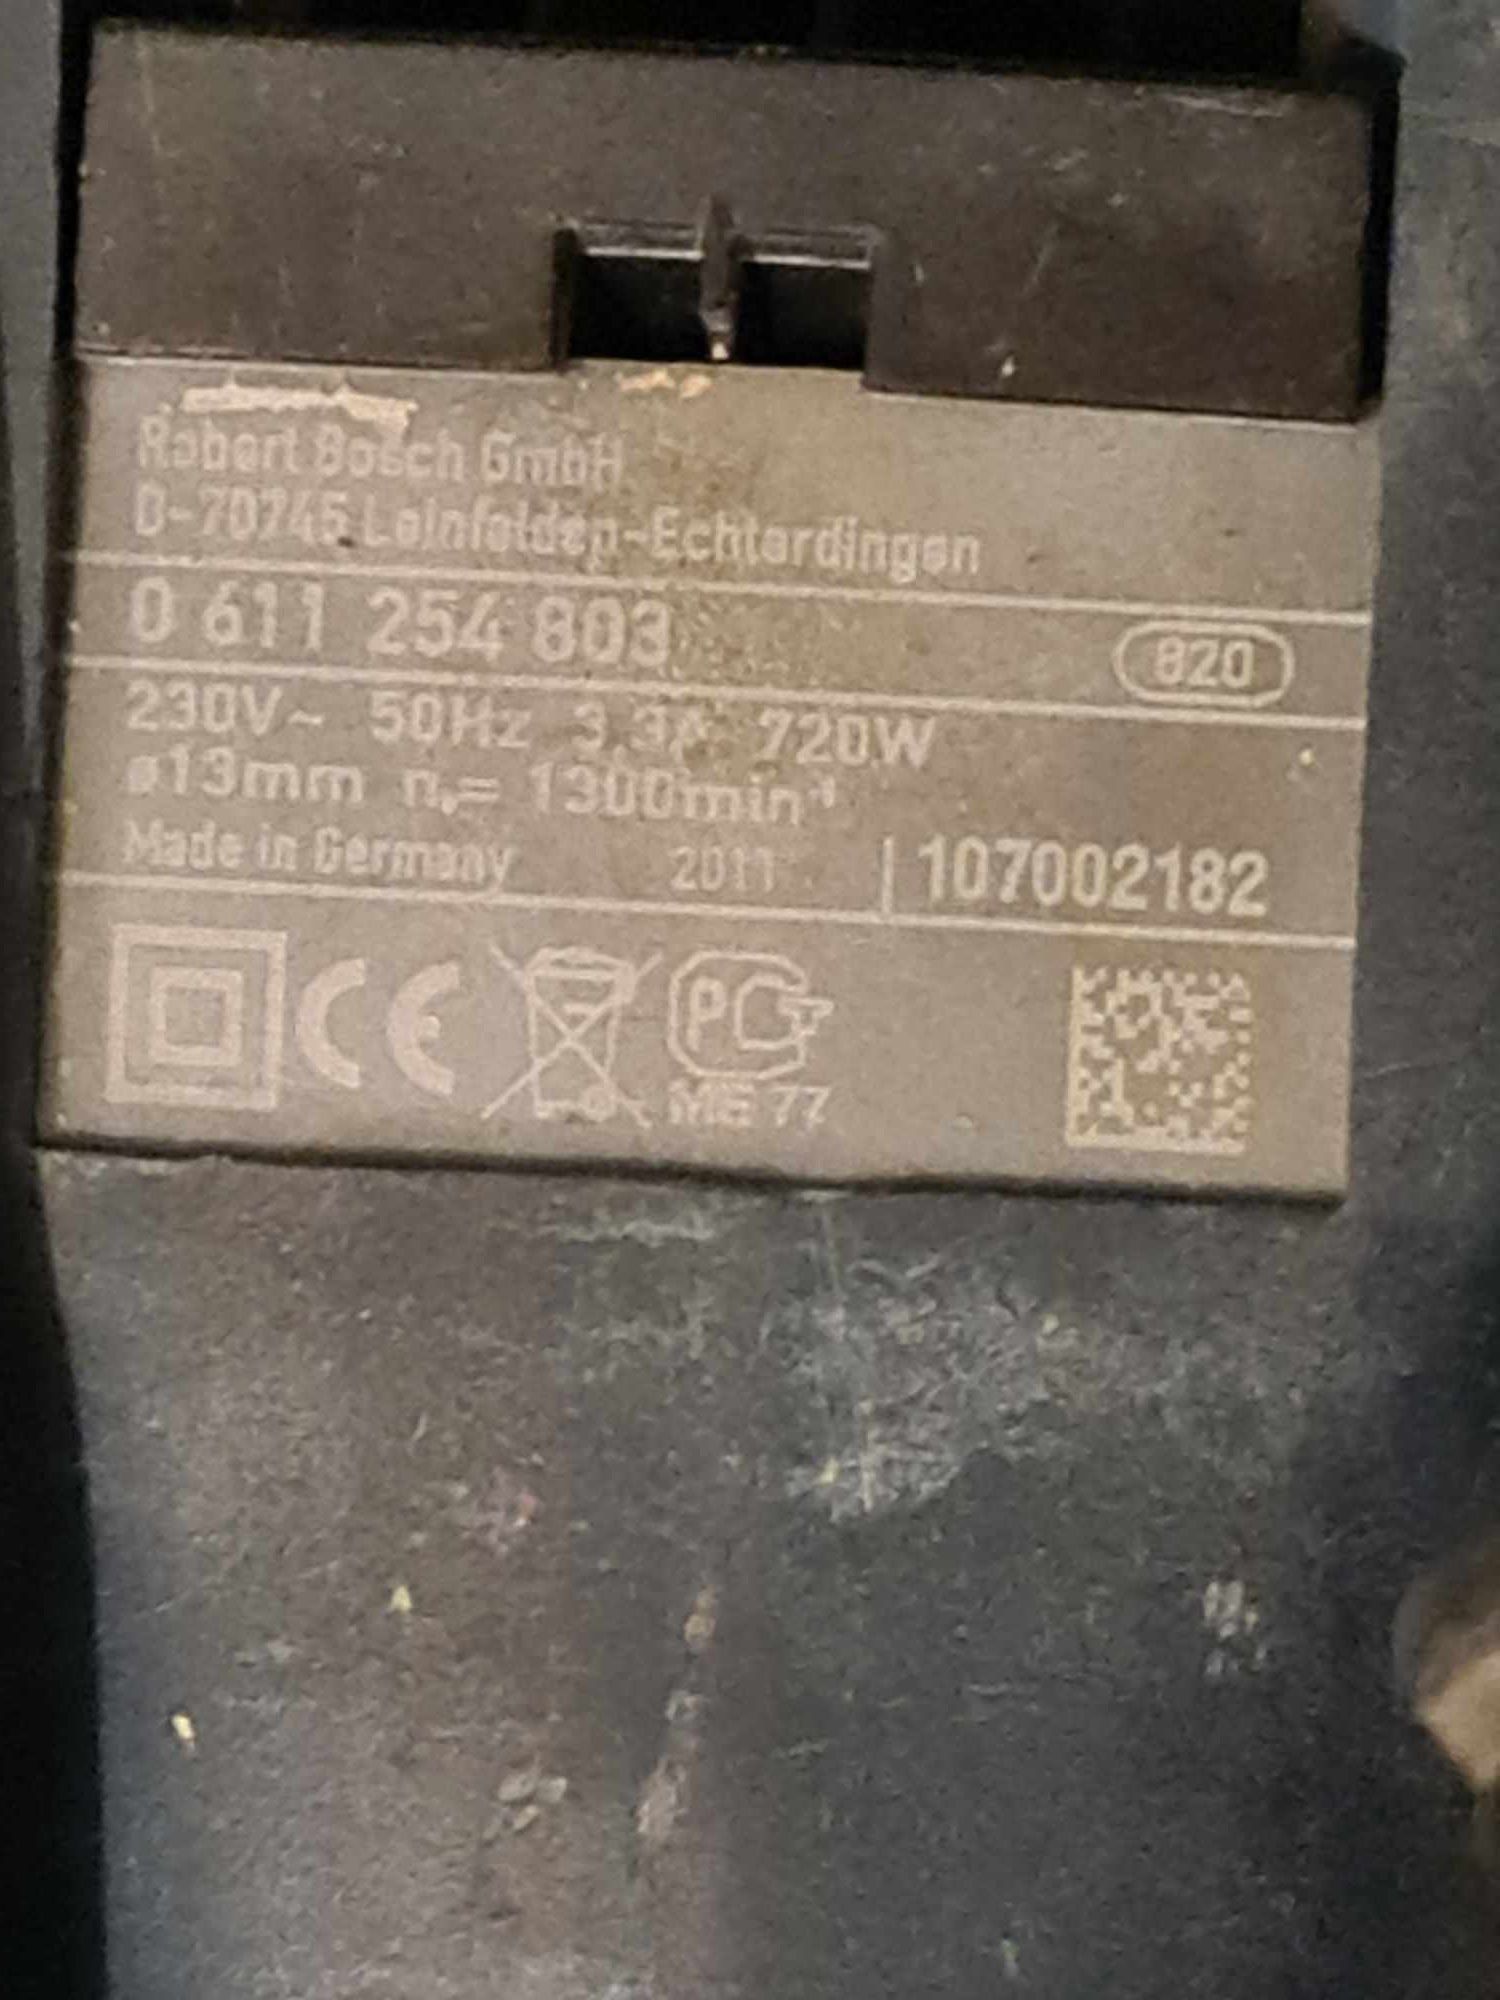 Robert Bosch GmbH
D-70745 Leinfelden-Echterdingen
0 611 254 803 820
230V~ 50Hz 3,3A 720W
ø13mm n₀= 1300min⁻¹
Made in Germany 2011 | 107002182
CE PCT
ME 77